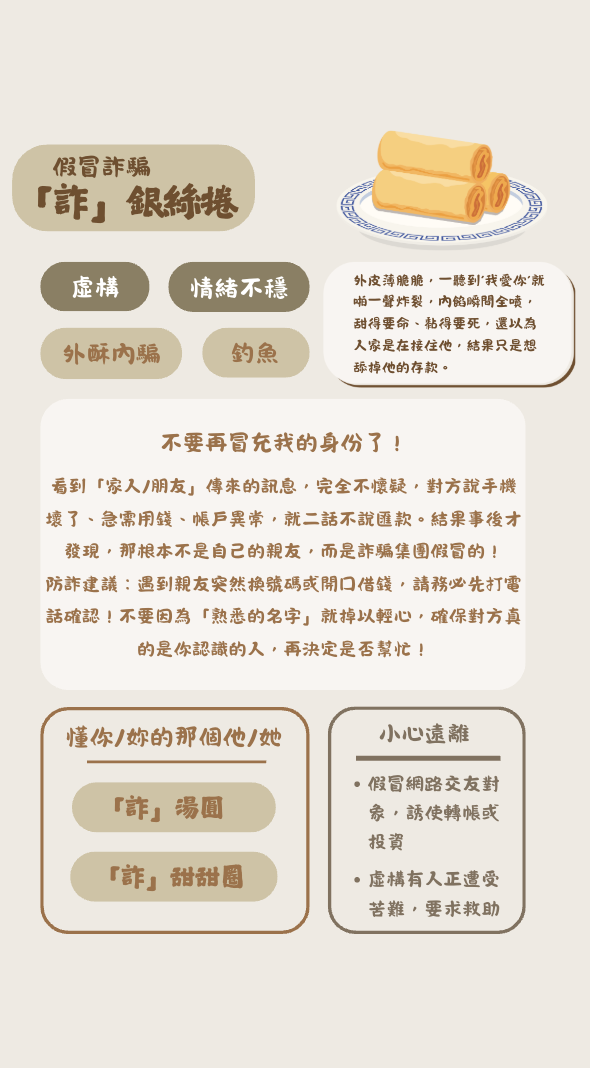 假冒詐騙
「詐」銀絲捲
虛構
情緒不穩
外酥內騙
釣魚
外皮薄脆脆，一聽到'我愛你'就
啪一聲炸裂，內餡瞬間全噴，
甜得要命、黏得要死，還以為
人家是在接住他，結果只是想
舔掉他的存款。
不要再冒充我的身份了！
看到「家人/朋友」傳來的訊息，完全不懷疑，對方說手機
壞了、急需用錢、帳戶異常，就二話不說匯款。結果事後才
發現，那根本不是自己的親友，而是詐騙集團假冒的！
防詐建議：遇到親友突然換號碼或開口借錢，請務必先打電
話確認！不要因為「熟悉的名字」就掉以輕心，確保對方真
的是你認識的人，再決定是否幫忙！
懂你/妳的那個他/她
「詐」湯圓
「詐」甜甜圈
小心遠離
• 假冒網路交友對
象，誘使轉帳或
投資
• 虛構有人正遭受
苦難，要求救助